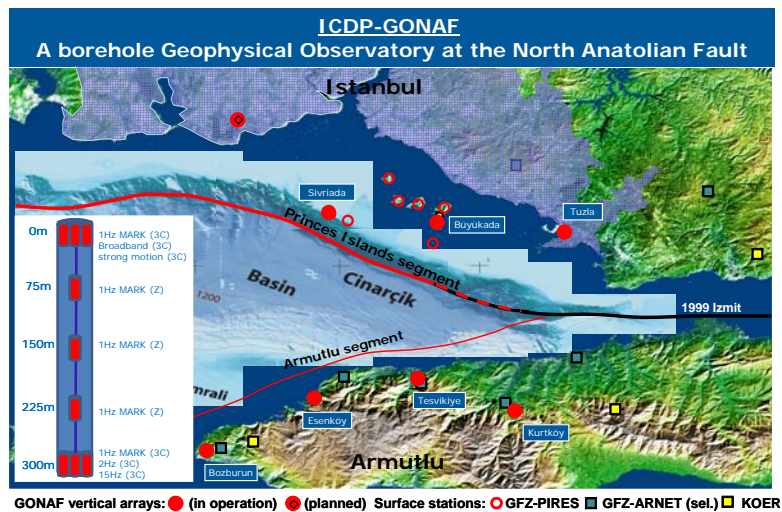 ICDP-GONAF
A borehole Geophysical Observatory at the North Anatolian Fault
Istanbul
Sivriada
Princes Islands segment
Büyükada
Tuzla
0m
1Hz MARK (3C)
Broadband (3C)
strong motion (3C)
75m
1Hz MARK (Z)
150m
1Hz MARK (Z)
225m
1Hz MARK (Z)
300m
1Hz MARK (3C)
2Hz (3C)
15Hz (3C)
Basin
Cinarçik
1200
1999 Izmit
Armutlu segment
mrali
Esenköy
Tesvikiye
Kurtköy
Bozburun
Armutlu
GONAF vertical arrays: (in operation) (planned) Surface stations: GFZ-PIRES GFZ-ARNET (sel.) KOER